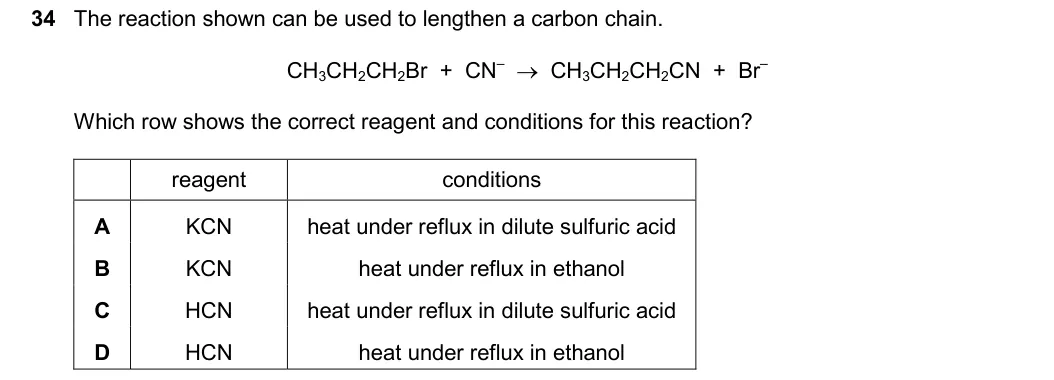 34 The reaction shown can be used to lengthen a carbon chain.
CH₃CH₂CH₂Br + CN⁻ → CH₃CH₂CH₂CN + Br⁻
Which row shows the correct reagent and conditions for this reaction?
reagent conditions
A KCN heat under reflux in dilute sulfuric acid
B KCN heat under reflux in ethanol
C HCN heat under reflux in dilute sulfuric acid
D HCN heat under reflux in ethanol